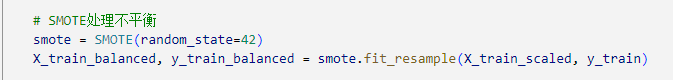 # SMOTE处理不平衡
smote = SMOTE(random_state=42)
X_train_balanced, y_train_balanced = smote.fit_resample(X_train_scaled, y_train)